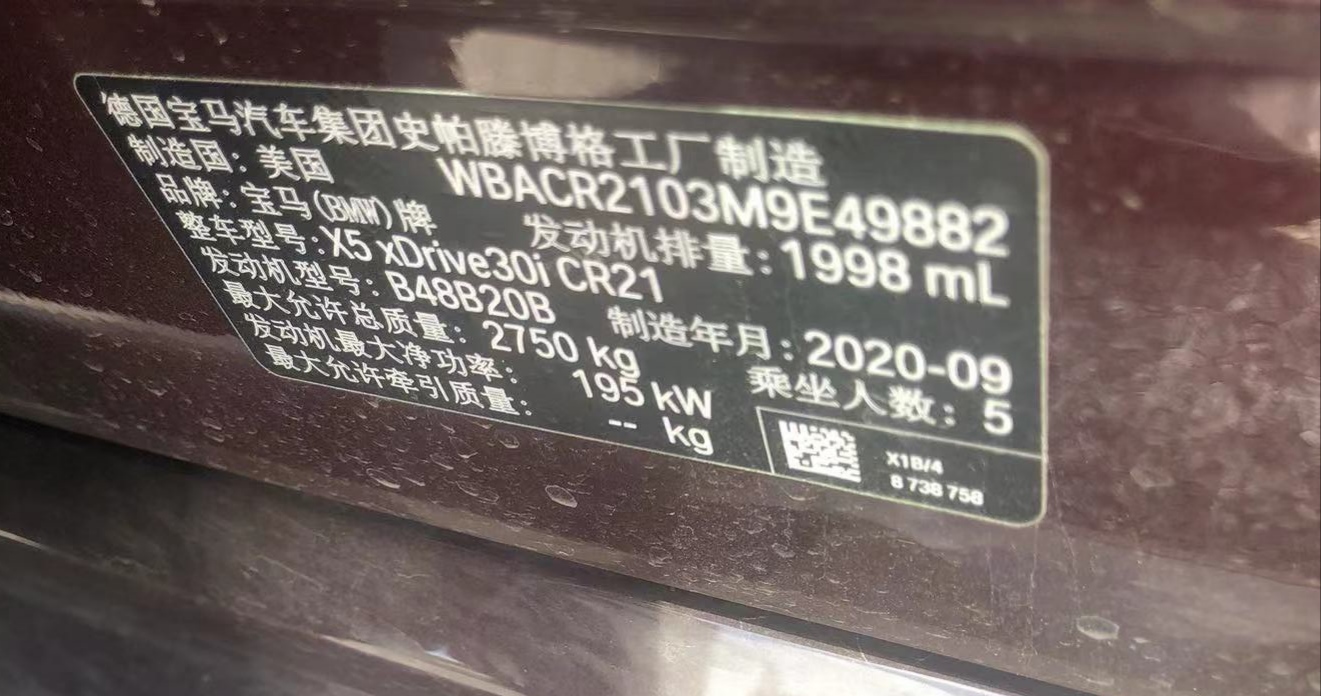 德国宝马汽车集团史帕滕博格工厂制造
制造国：美国 WBACR2103M9E49882
品牌：宝马(BMW)牌 发动机排量：1998 mL
整车型号：X5 xDrive30i CR21
发动机型号：B48B20B 制造年月：2020-09
最大允许总质量：2750 kg 乘坐人数：5
发动机最大净功率：195 kW
最大允许牵引质量：-- kg
X1B/4
8 738 758